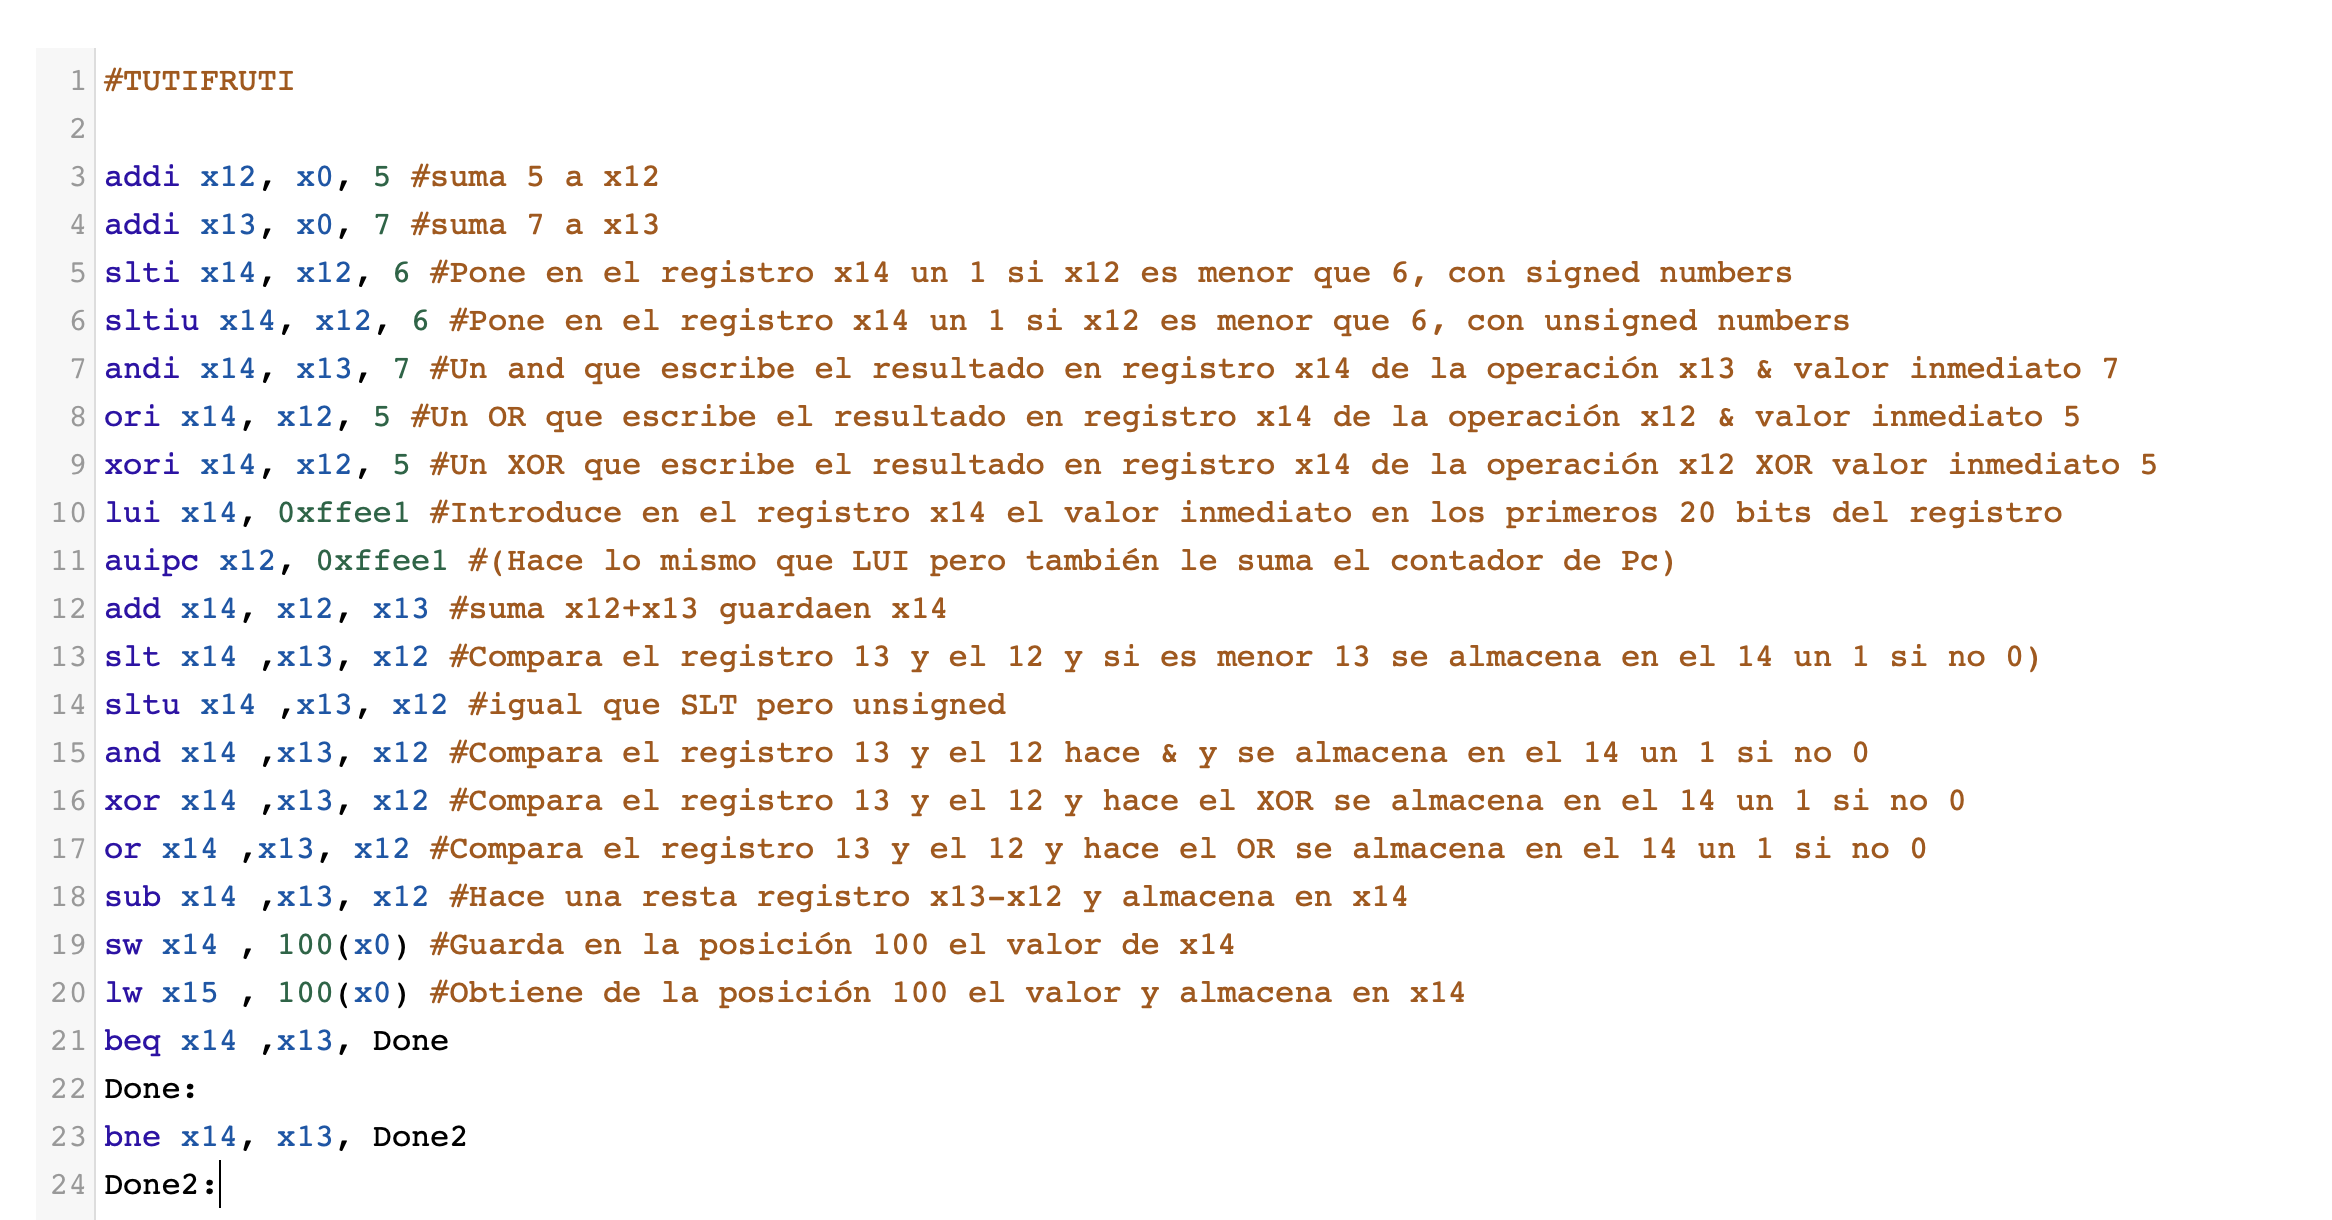 1 #TUTIFRUTI
2
3 addi x12, x0, 5 #suma 5 a x12
4 addi x13, x0, 7 #suma 7 a x13
5 slti x14, x12, 6 #Pone en el registro x14 un 1 si x12 es menor que 6, con signed numbers
6 sltiu x14, x12, 6 #Pone en el registro x14 un 1 si x12 es menor que 6, con unsigned numbers
7 andi x14, x13, 7 #Un and que escribe el resultado en registro x14 de la operación x13 & valor inmediato 7
8 ori x14, x12, 5 #Un OR que escribe el resultado en registro x14 de la operación x12 & valor inmediato 5
9 xori x14, x12, 5 #Un XOR que escribe el resultado en registro x14 de la operación x12 XOR valor inmediato 5
10 lui x14, 0xffee1 #Introduce en el registro x14 el valor inmediato en los primeros 20 bits del registro
11 auipc x12, 0xffee1 #(Hace lo mismo que LUI pero también le suma el contador de Pc)
12 add x14, x12, x13 #suma x12+x13 guardaen x14
13 slt x14 ,x13, x12 #Compara el registro 13 y el 12 y si es menor 13 se almacena en el 14 un 1 si no 0)
14 sltu x14 ,x13, x12 #igual que SLT pero unsigned
15 and x14 ,x13, x12 #Compara el registro 13 y el 12 hace & y se almacena en el 14 un 1 si no 0
16 xor x14 ,x13, x12 #Compara el registro 13 y el 12 y hace el XOR se almacena en el 14 un 1 si no 0
17 or x14 ,x13, x12 #Compara el registro 13 y el 12 y hace el OR se almacena en el 14 un 1 si no 0
18 sub x14 ,x13, x12 #Hace una resta registro x13-x12 y almacena en x14
19 sw x14 , 100(x0) #Guarda en la posición 100 el valor de x14
20 lw x15 , 100(x0) #Obtiene de la posición 100 el valor y almacena en x14
21 beq x14 ,x13, Done
22 Done:
23 bne x14, x13, Done2
24 Done2: